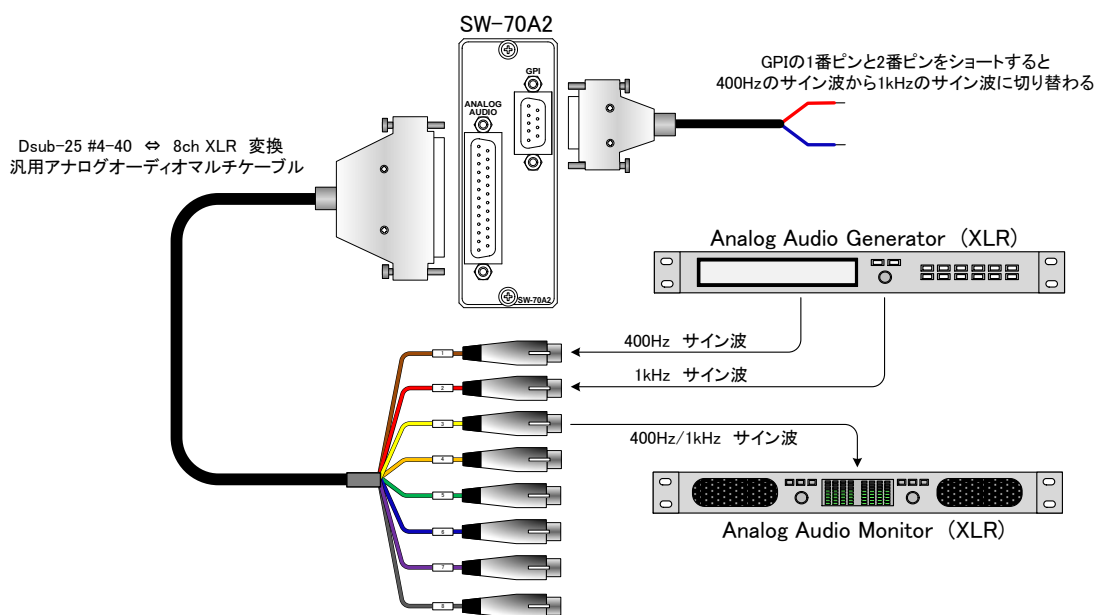 SW-70A2
GPI
ANALOG
AUDIO
SW-70A2
GPIの1番ピンと2番ピンをショートすると
400Hzのサイン波から1kHzのサイン波に切り替わる
Dsub-25 #4-40 ⇔ 8ch XLR 変換
汎用アナログオーディオマルチケーブル
Analog Audio Generator (XLR)
400Hz サイン波
1kHz サイン波
400Hz/1kHz サイン波
Analog Audio Monitor (XLR)
1
2
3
4
5
6
7
8